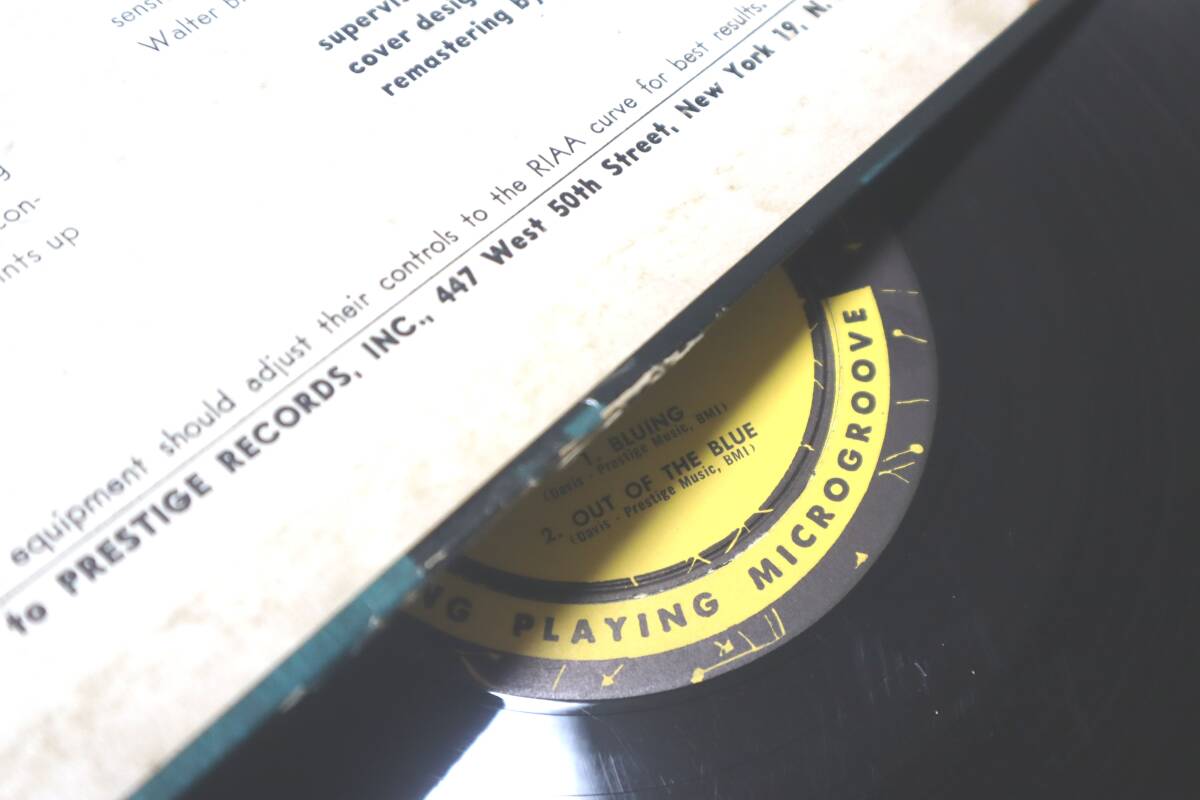 Walter
supervis
cover desig
remastering by
con-
nts up
equipment should adjust their controls to the RIAA curve for best results.
to PRESTIGE RECORDS, INC., 447 West 50th Street, New York 19, N.
1. BLUING
(Davis - Prestige Music, BMI)
2. OUT OF THE BLUE
(Davis - Prestige Music, BMI)
NG PLAYING MICROGROOVE